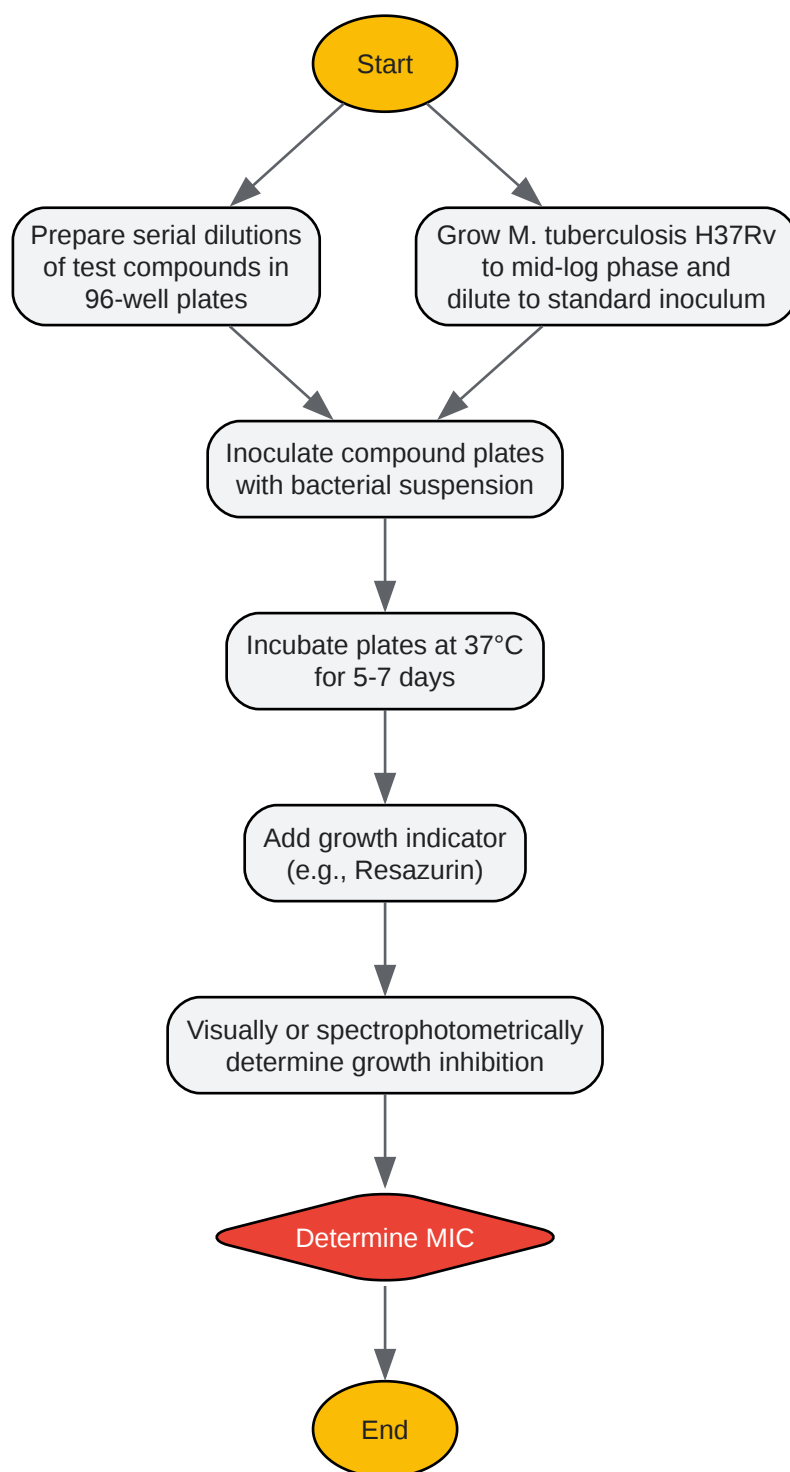 Start
Prepare serial dilutions
of test compounds in
96-well plates
Grow M. tuberculosis H37Rv
to mid-log phase and
dilute to standard inoculum
Inoculate compound plates
with bacterial suspension
Incubate plates at 37°C
for 5-7 days
Add growth indicator
(e.g., Resazurin)
Visually or spectrophotometrically
determine growth inhibition
Determine MIC
End